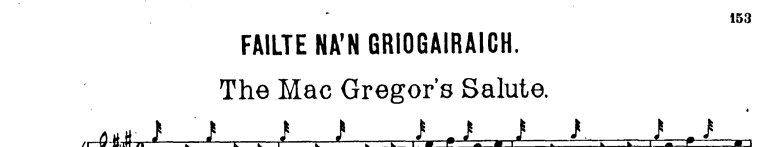 153
FAILTE NA'N GRIOGAIRAICH.
The Mac Gregor's Salute.